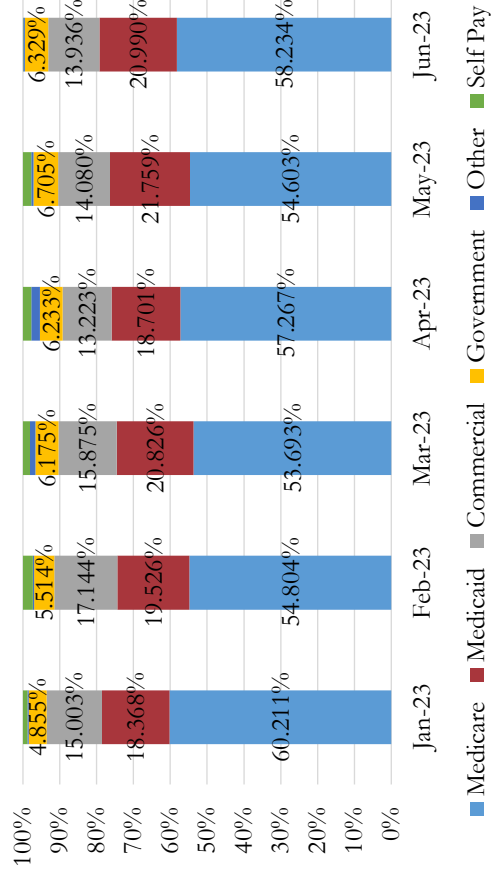 100%
90%
80%
70%
60%
50%
40%
30%
20%
10%
0%
4.855% 5.514% 6.175% 6.233% 6.705% 6.329%
15.003% 17.144% 15.875% 13.223% 14.080% 13.936%
18.368% 19.526% 20.826% 18.701% 21.759% 20.990%
60.211% 54.804% 53.693% 57.267% 54.603% 58.234%
Jan-23 Feb-23 Mar-23 Apr-23 May-23 Jun-23
Medicare Medicaid Commercial Government Other Self Pay